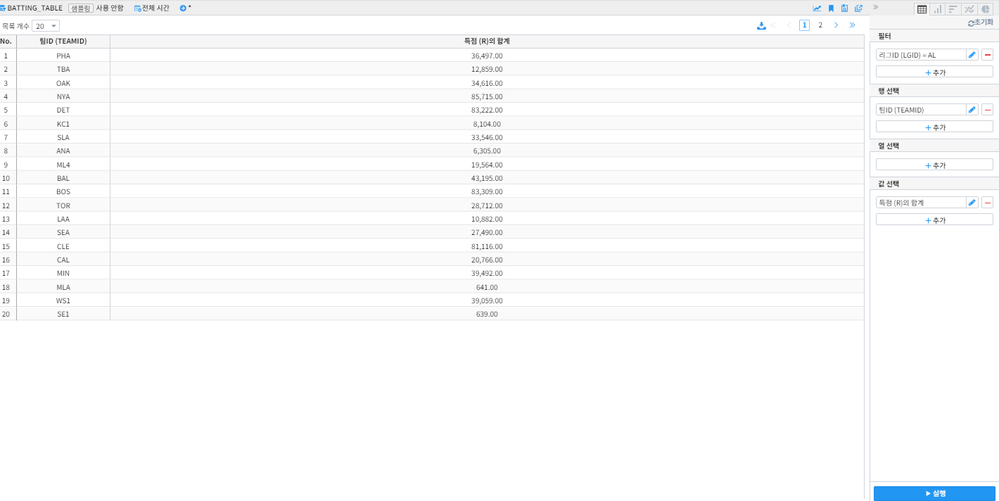 BATTING_TABLE 샘플링 사용 안함 전체 시간 *
목록 개수 20 1 2
No. 팀ID (TEAMID) 득점 (R)의 합계
1 PHA 36,497.00
2 TBA 12,859.00
3 OAK 34,616.00
4 NYA 85,715.00
5 DET 83,222.00
6 KC1 8,104.00
7 SLA 33,546.00
8 ANA 6,305.00
9 ML4 19,564.00
10 BAL 43,195.00
11 BOS 83,309.00
12 TOR 28,712.00
13 LAA 10,882.00
14 SEA 27,490.00
15 CLE 81,116.00
16 CAL 20,766.00
17 MIN 39,492.00
18 MLA 641.00
19 WS1 39,059.00
20 SE1 639.00
초기화
필터
리그ID (LGID) = AL
+ 추가
행 선택
팀ID (TEAMID)
+ 추가
열 선택
+ 추가
값 선택
득점 (R)의 합계
+ 추가
실행